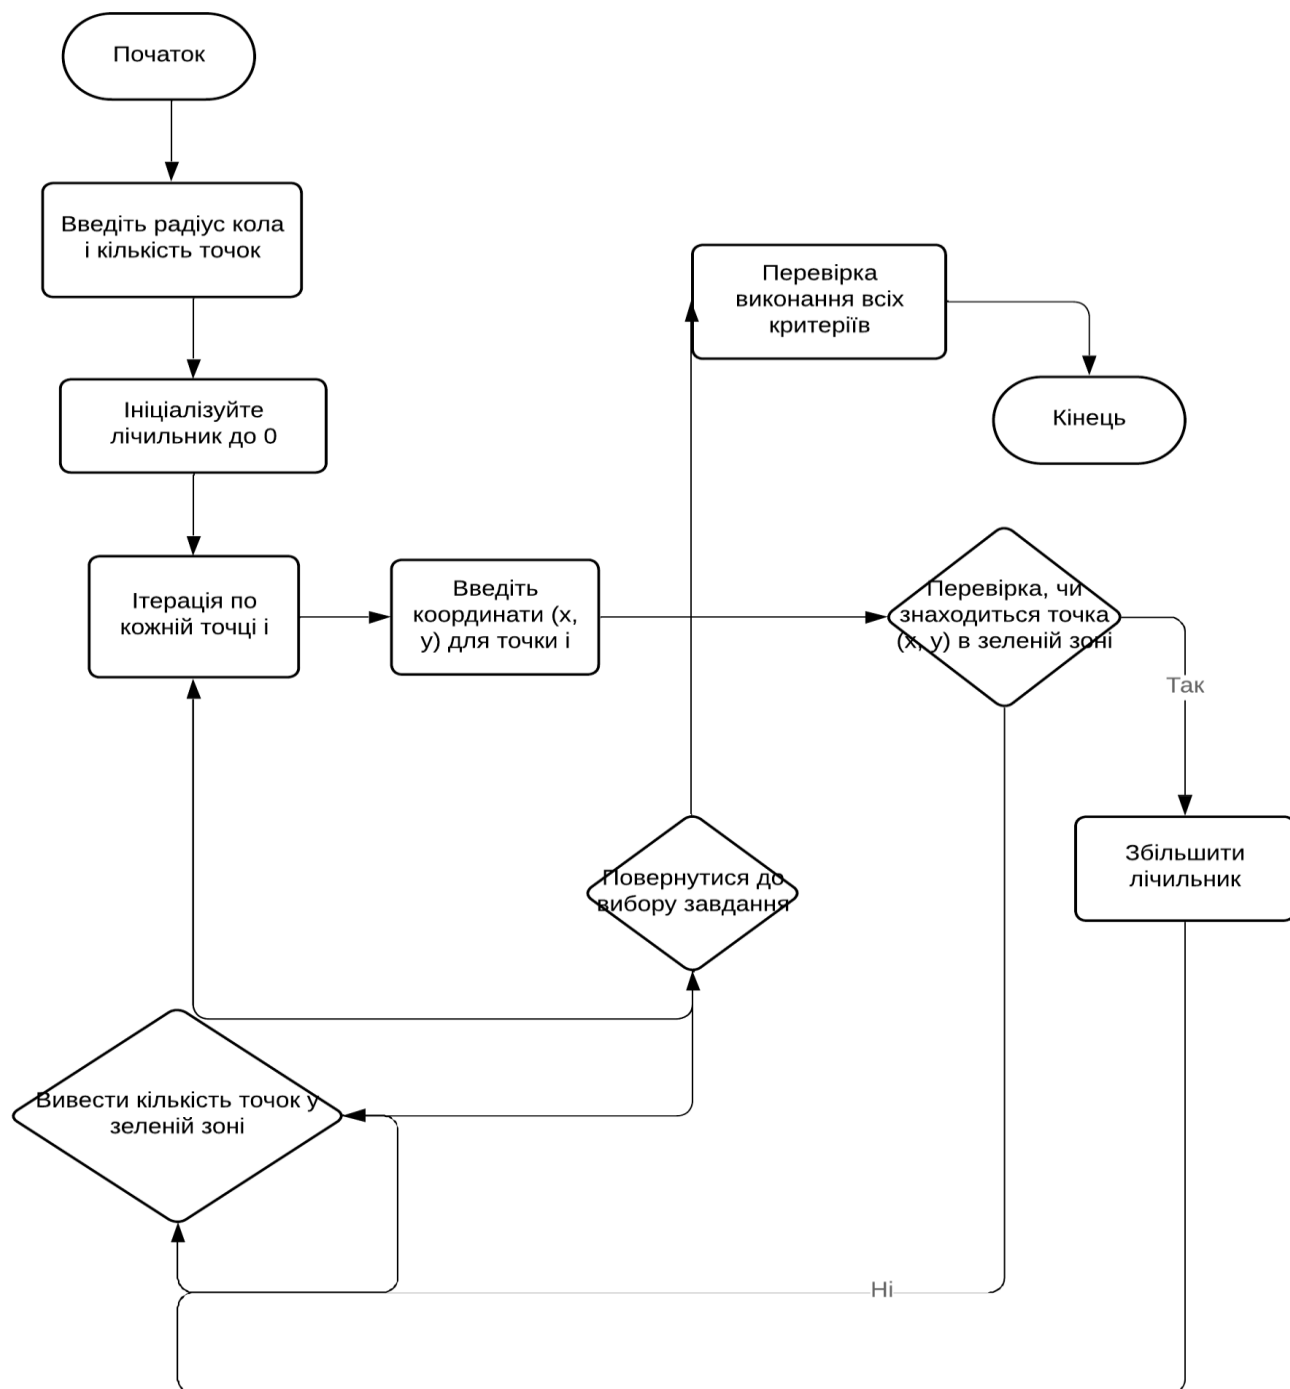 Початок
Введіть радіус кола
і кількість точок
Ініціалізуйте
лічильник до 0
Ітерація по
кожній точці i
Введіть
координати (x,
y) для точки i
Перевірка
виконання всіх
критеріїв
Кінець
Перевірка, чи
знаходиться точка
(x, y) в зеленій зоні
Так
Збільшити
лічильник
Повернутися до
вибору завдання
Вивести кількість точок у
зеленій зоні
Ні